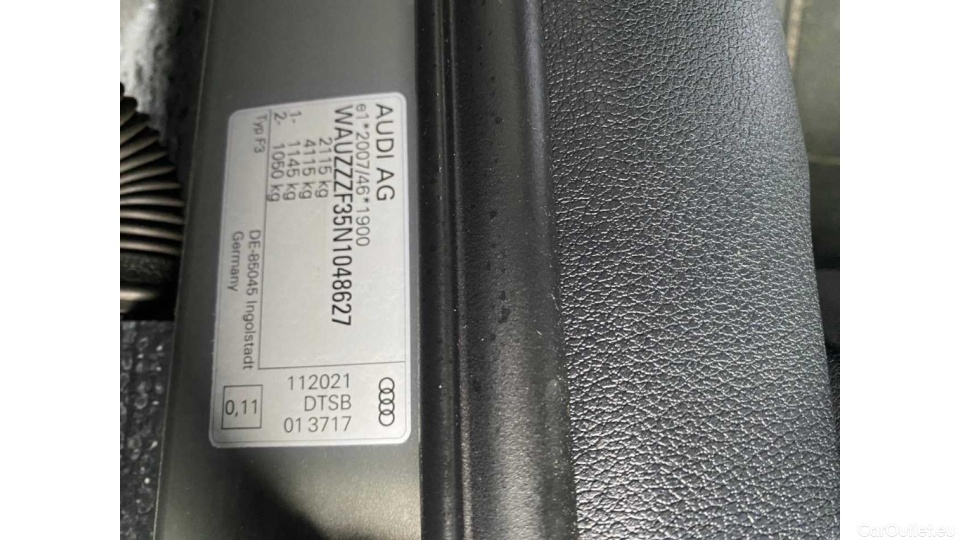 AUDI AG
e1*2007/46*1900
WAUZZZF35N1048627
2115 kg
4115 kg
1- 1145 kg
2- 1050 kg
Typ F3
DE-85045 Ingolstadt
Germany
112021
DTSB
01 3717
0,11
CarOutlet.eu